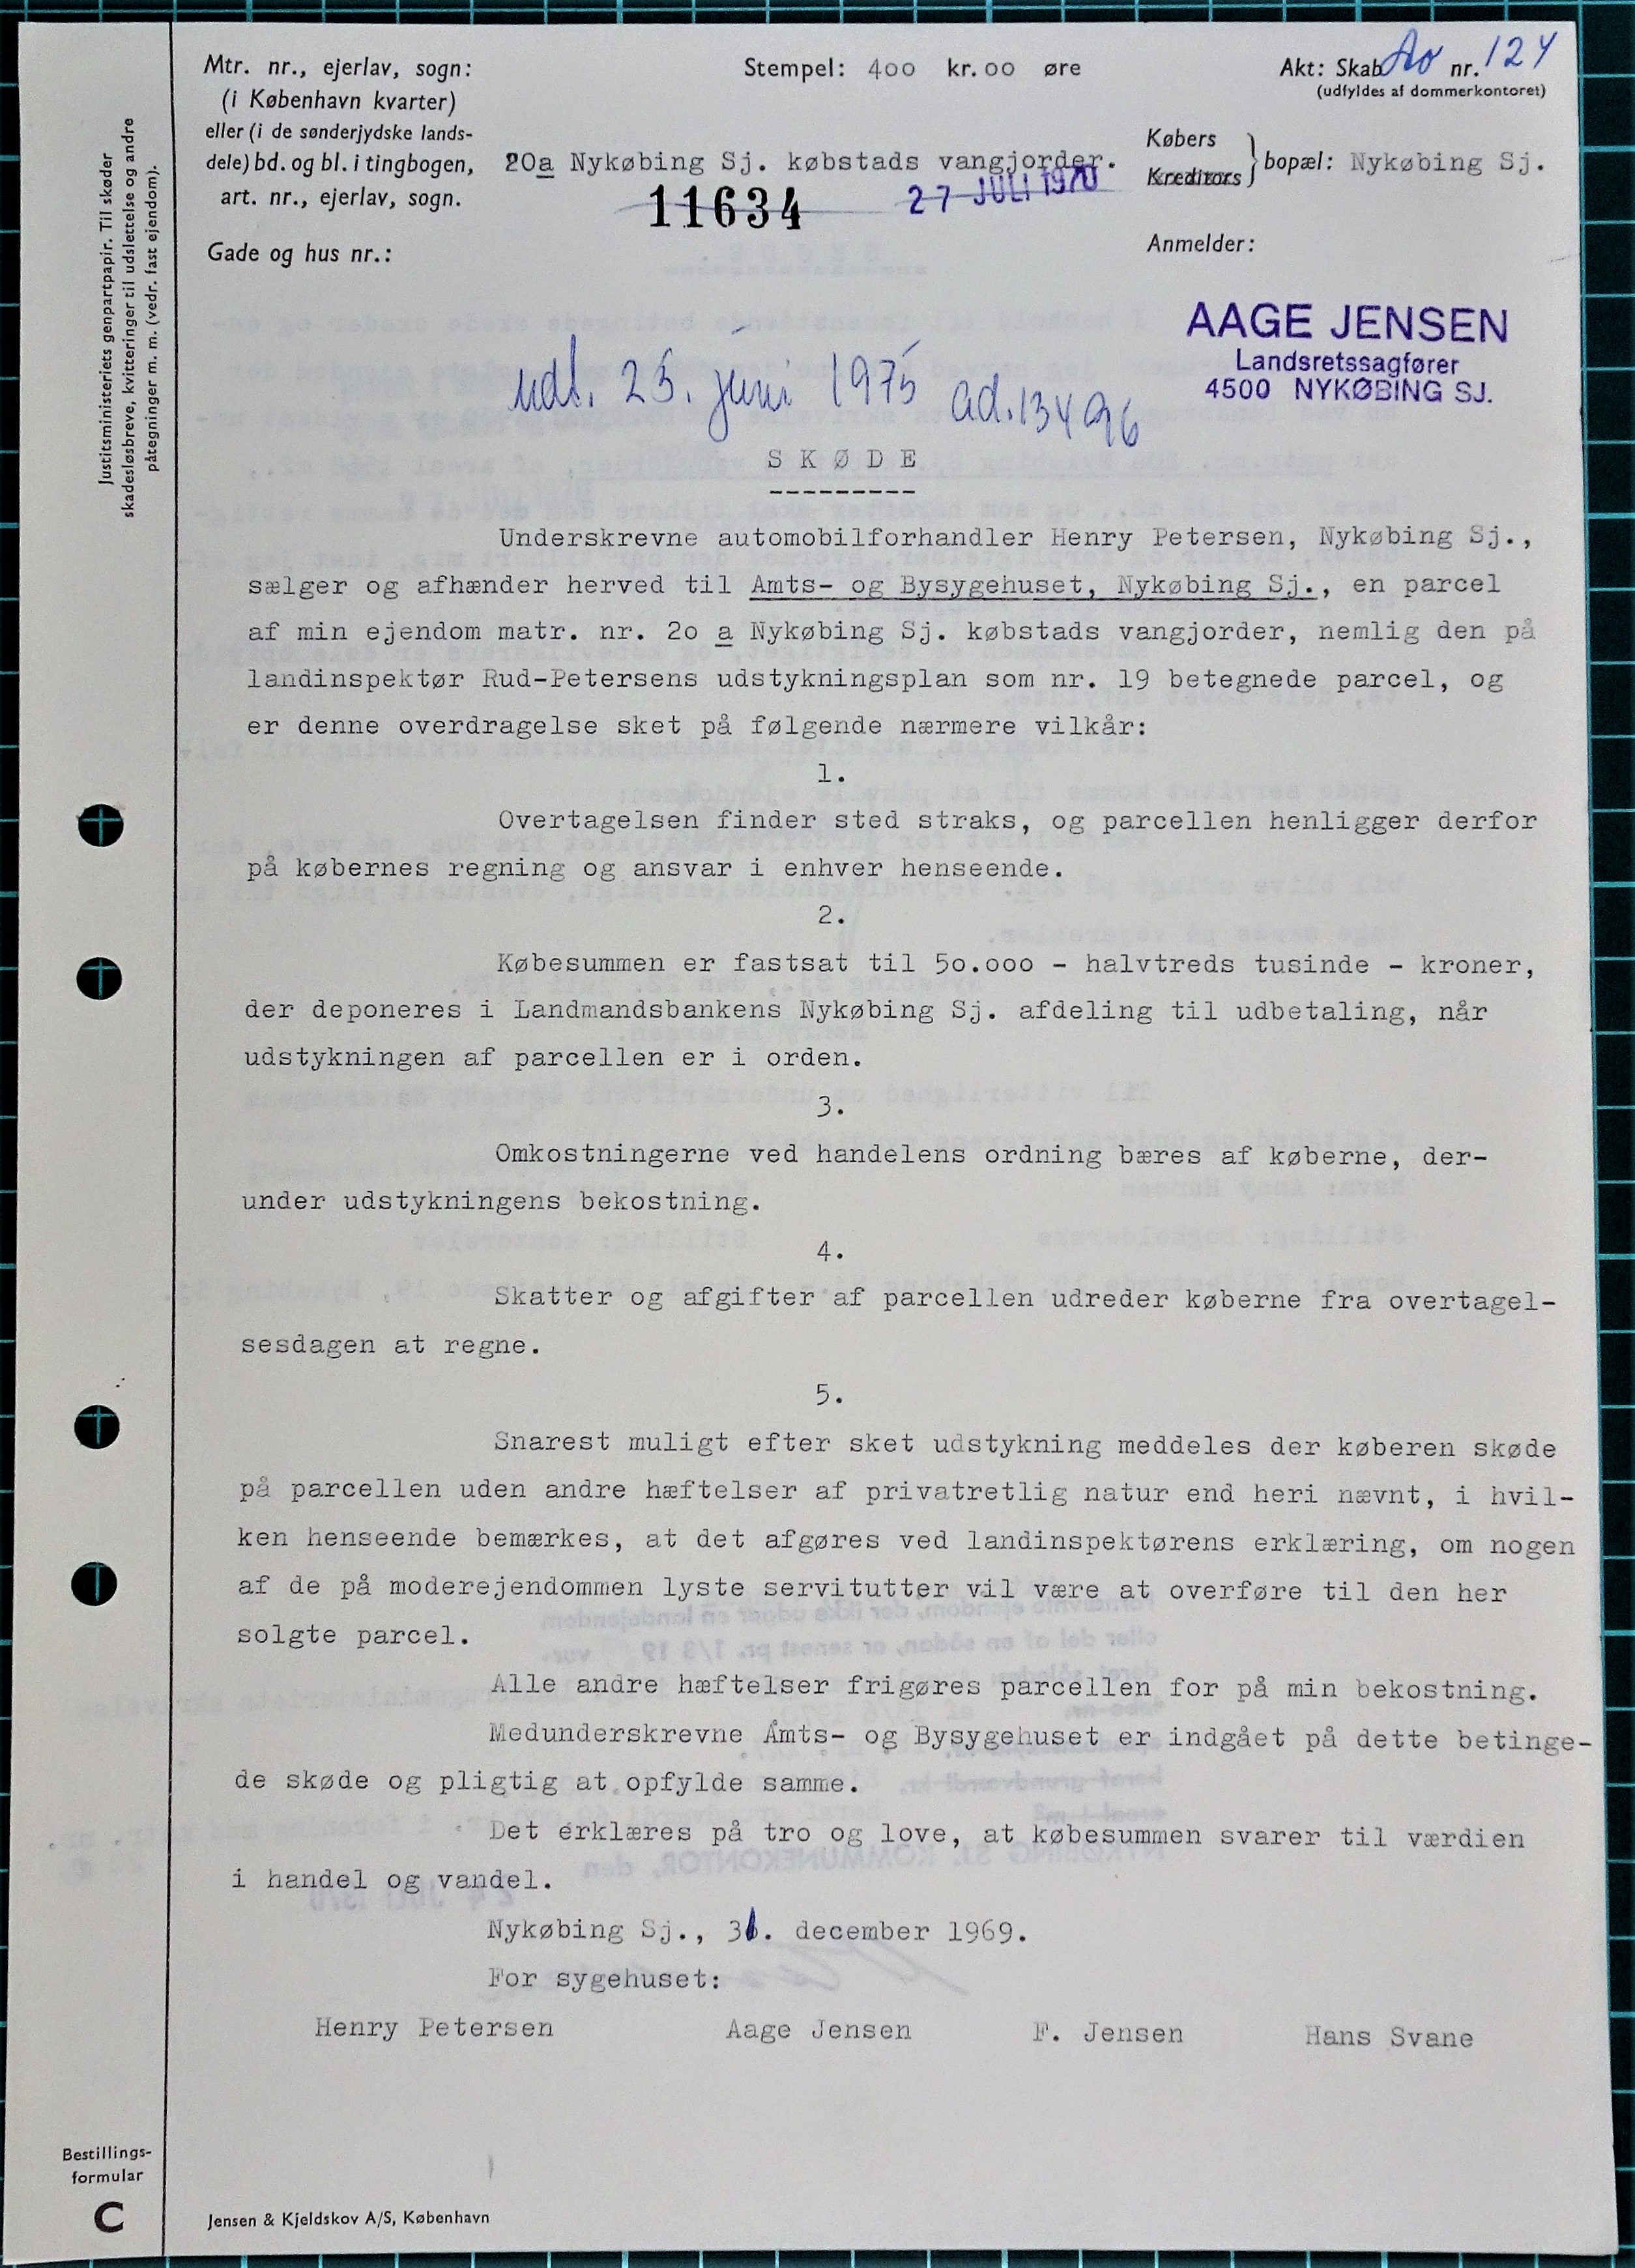 Mtr. nr., ejerlav, sogn:
(i København kvarter)
eller (i de sønderjydske lands-
dele) bd. og bl. i tingbogen,
art. nr., ejerlav, sogn.
Gade og hus nr.:
Stempel: 400 kr. 00 øre
20a Nykøbing Sj. købstads vangjorder.
11634 27 JULI 1970
Akt: Skab Ao nr. 124
(udfyldes af dommerkontoret)
Købers
Kreditors
bopæl: Nykøbing Sj.
Anmelder:
AAGE JENSEN
Landsretssagfører
4500 NYKØBING SJ.
udl. 25. juni 1975 ad. 13496
Justitsministeriets genpartpapir. Til skøder
skadesløsbreve, kvitteringer til udslettelse og andre
påtegninger m. m. (vedr. fast ejendom).
SKØDE
---------
Underskrevne automobilforhandler Henry Petersen, Nykøbing Sj.,
sælger og afhænder herved til Amts- og Bysygehuset, Nykøbing Sj., en parcel
af min ejendom matr. nr. 2o a Nykøbing Sj. købstads vangjorder, nemlig den på
landinspektør Rud-Petersens udstykningsplan som nr. 19 betegnede parcel, og
er denne overdragelse sket på følgende nærmere vilkår:
1.
Overtagelsen finder sted straks, og parcellen henligger derfor
på købernes regning og ansvar i enhver henseende.
2.
Købesummen er fastsat til 5o.ooo - halvtreds tusinde - kroner,
der deponeres i Landmandsbankens Nykøbing Sj. afdeling til udbetaling, når
udstykningen af parcellen er i orden.
3.
Omkostningerne ved handelens ordning bæres af køberne, der-
under udstykningens bekostning.
4.
Skatter og afgifter af parcellen udreder køberne fra overtagel-
sesdagen at regne.
5.
Snarest muligt efter sket udstykning meddeles der køberen skøde
på parcellen uden andre hæftelser af privatretlig natur end heri nævnt, i hvil-
ken henseende bemærkes, at det afgøres ved landinspektørens erklæring, om nogen
af de på moderejendommen lyste servitutter vil være at overføre til den her
solgte parcel.
Alle andre hæftelser frigøres parcellen for på min bekostning.
Medunderskrevne Amts- og Bysygehuset er indgået på dette betinge-
de skøde og pligtig at opfylde samme.
Det erklæres på tro og love, at købesummen svarer til værdien
i handel og vandel.
Nykøbing Sj., 31. december 1969.
For sygehuset:
Henry Petersen Aage Jensen F. Jensen Hans Svane
Bestillings-
formular
C
Jensen & Kjeldskov A/S, København